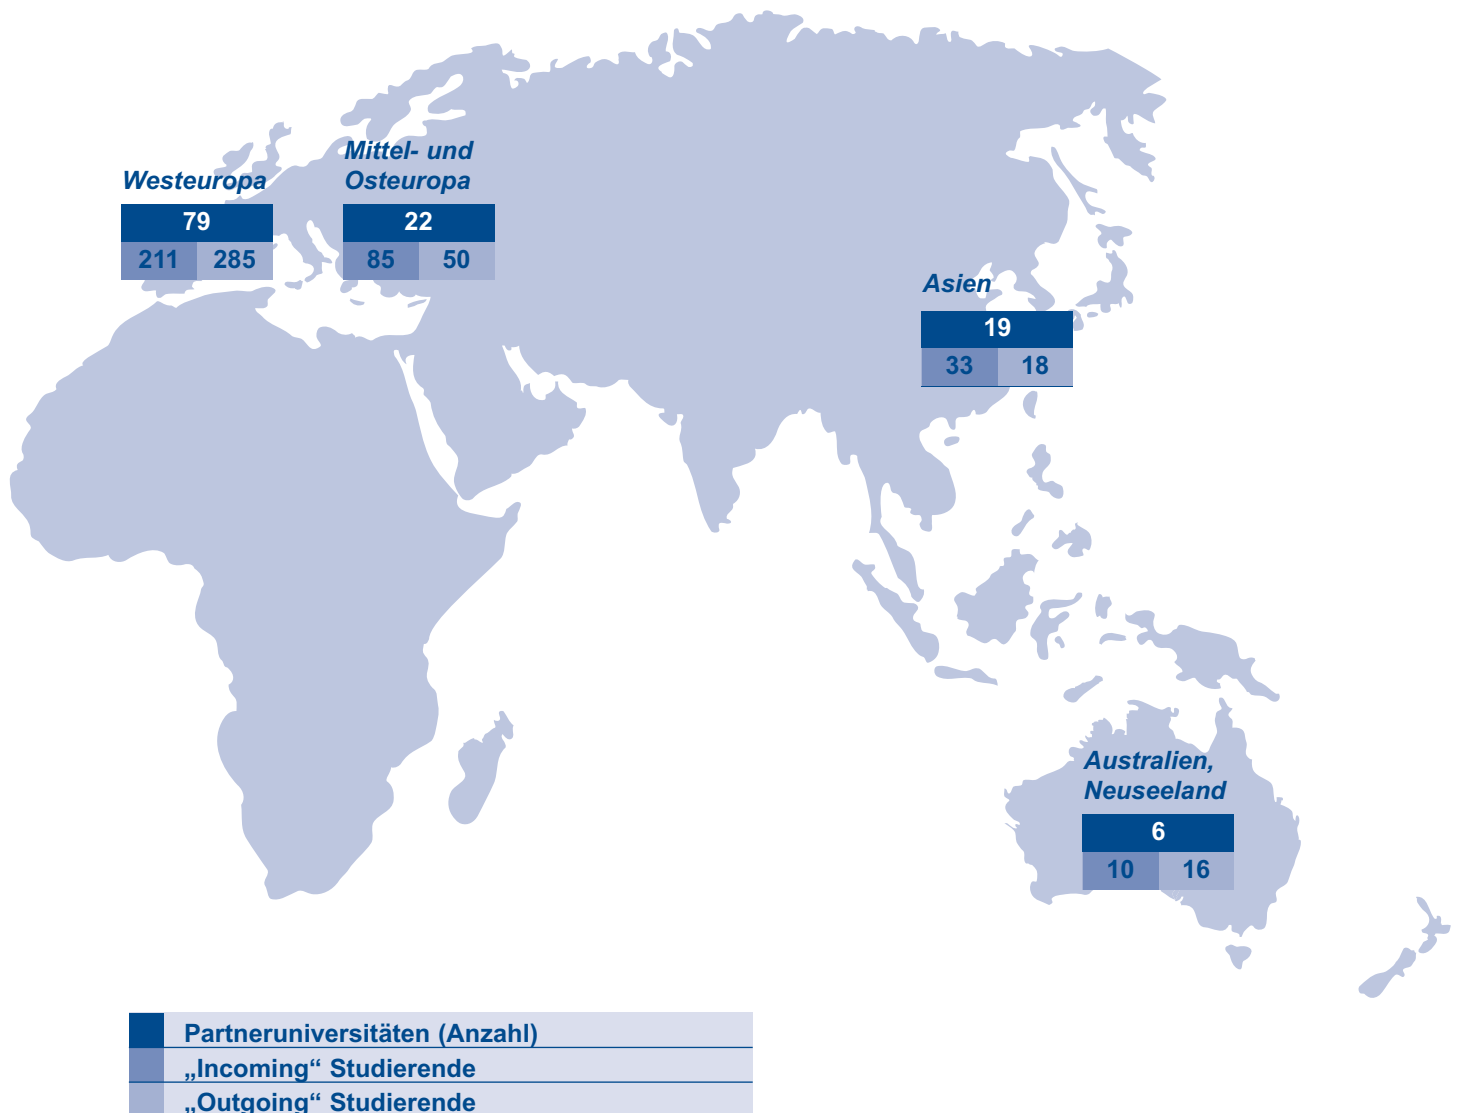 Westeuropa
79
211 285
Mittel- und
Osteuropa
22
85 50
Asien
19
33 18
Australien,
Neuseeland
6
10 16
Partneruniversitäten (Anzahl)
„Incoming“ Studierende
„Outgoing“ Studierende